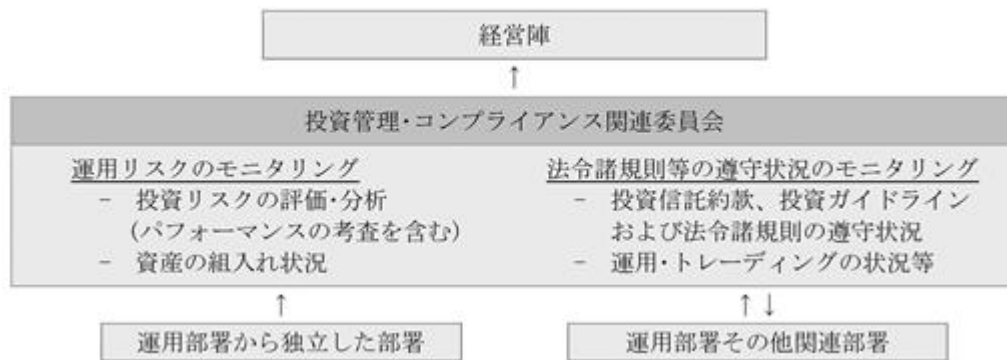 経営陣
↑
投資管理・コンプライアンス関連委員会
運用リスクのモニタリング
－ 投資リスクの評価・分析
(パフォーマンスの考査を含む)
－ 資産の組入れ状況
法令諸規則等の遵守状況のモニタリング
－ 投資信託約款、投資ガイドライン
および法令諸規則の遵守状況
－ 運用・トレーディングの状況等
↑
↑↓
運用部署から独立した部署
運用部署その他関連部署